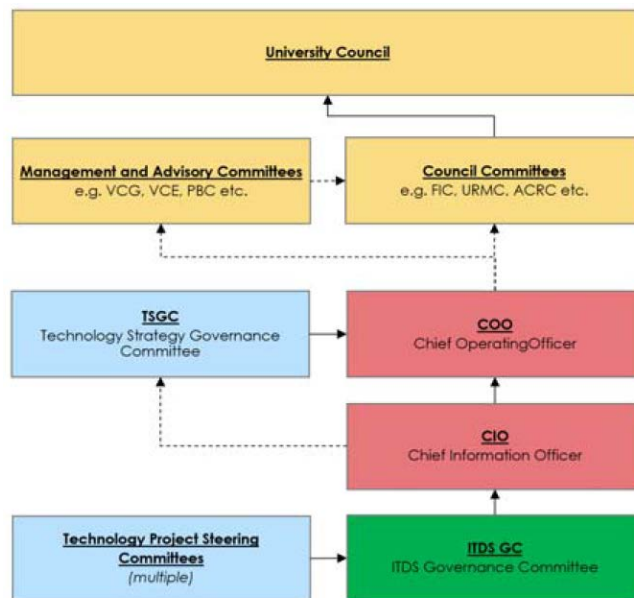 University Council
Management and Advisory Committees
e.g. VCG, VCE, PBC etc.
Council Committees
e.g. FIC, URMC, ACRC etc.
TSGC
Technology Strategy Governance
Committee
COO
Chief OperatingOfficer
CIO
Chief Information Officer
Technology Project Steering
Committees
(multiple)
ITDS GC
ITDS Governance Committee